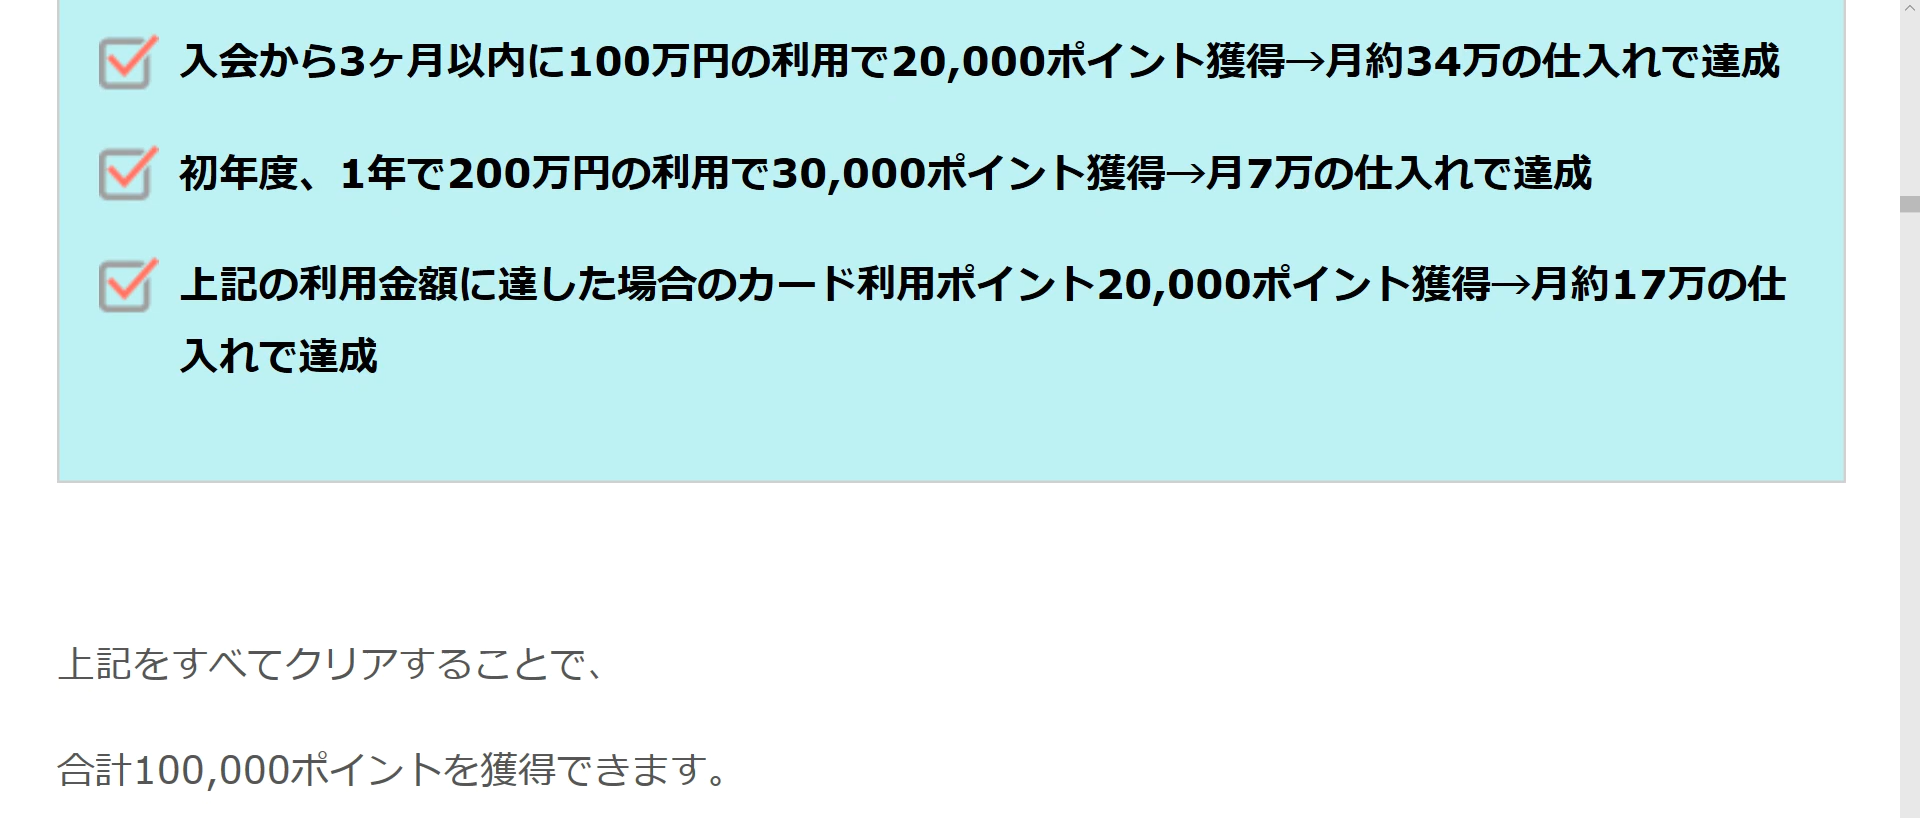 入会から3ヶ月以内に100万円の利用で20,000ポイント獲得→月約34万の仕入れで達成
初年度、1年で200万円の利用で30,000ポイント獲得→月7万の仕入れで達成
上記の利用金額に達した場合のカード利用ポイント20,000ポイント獲得→月約17万の仕
入れで達成
上記をすべてクリアすることで、
合計100,000ポイントを獲得できます。